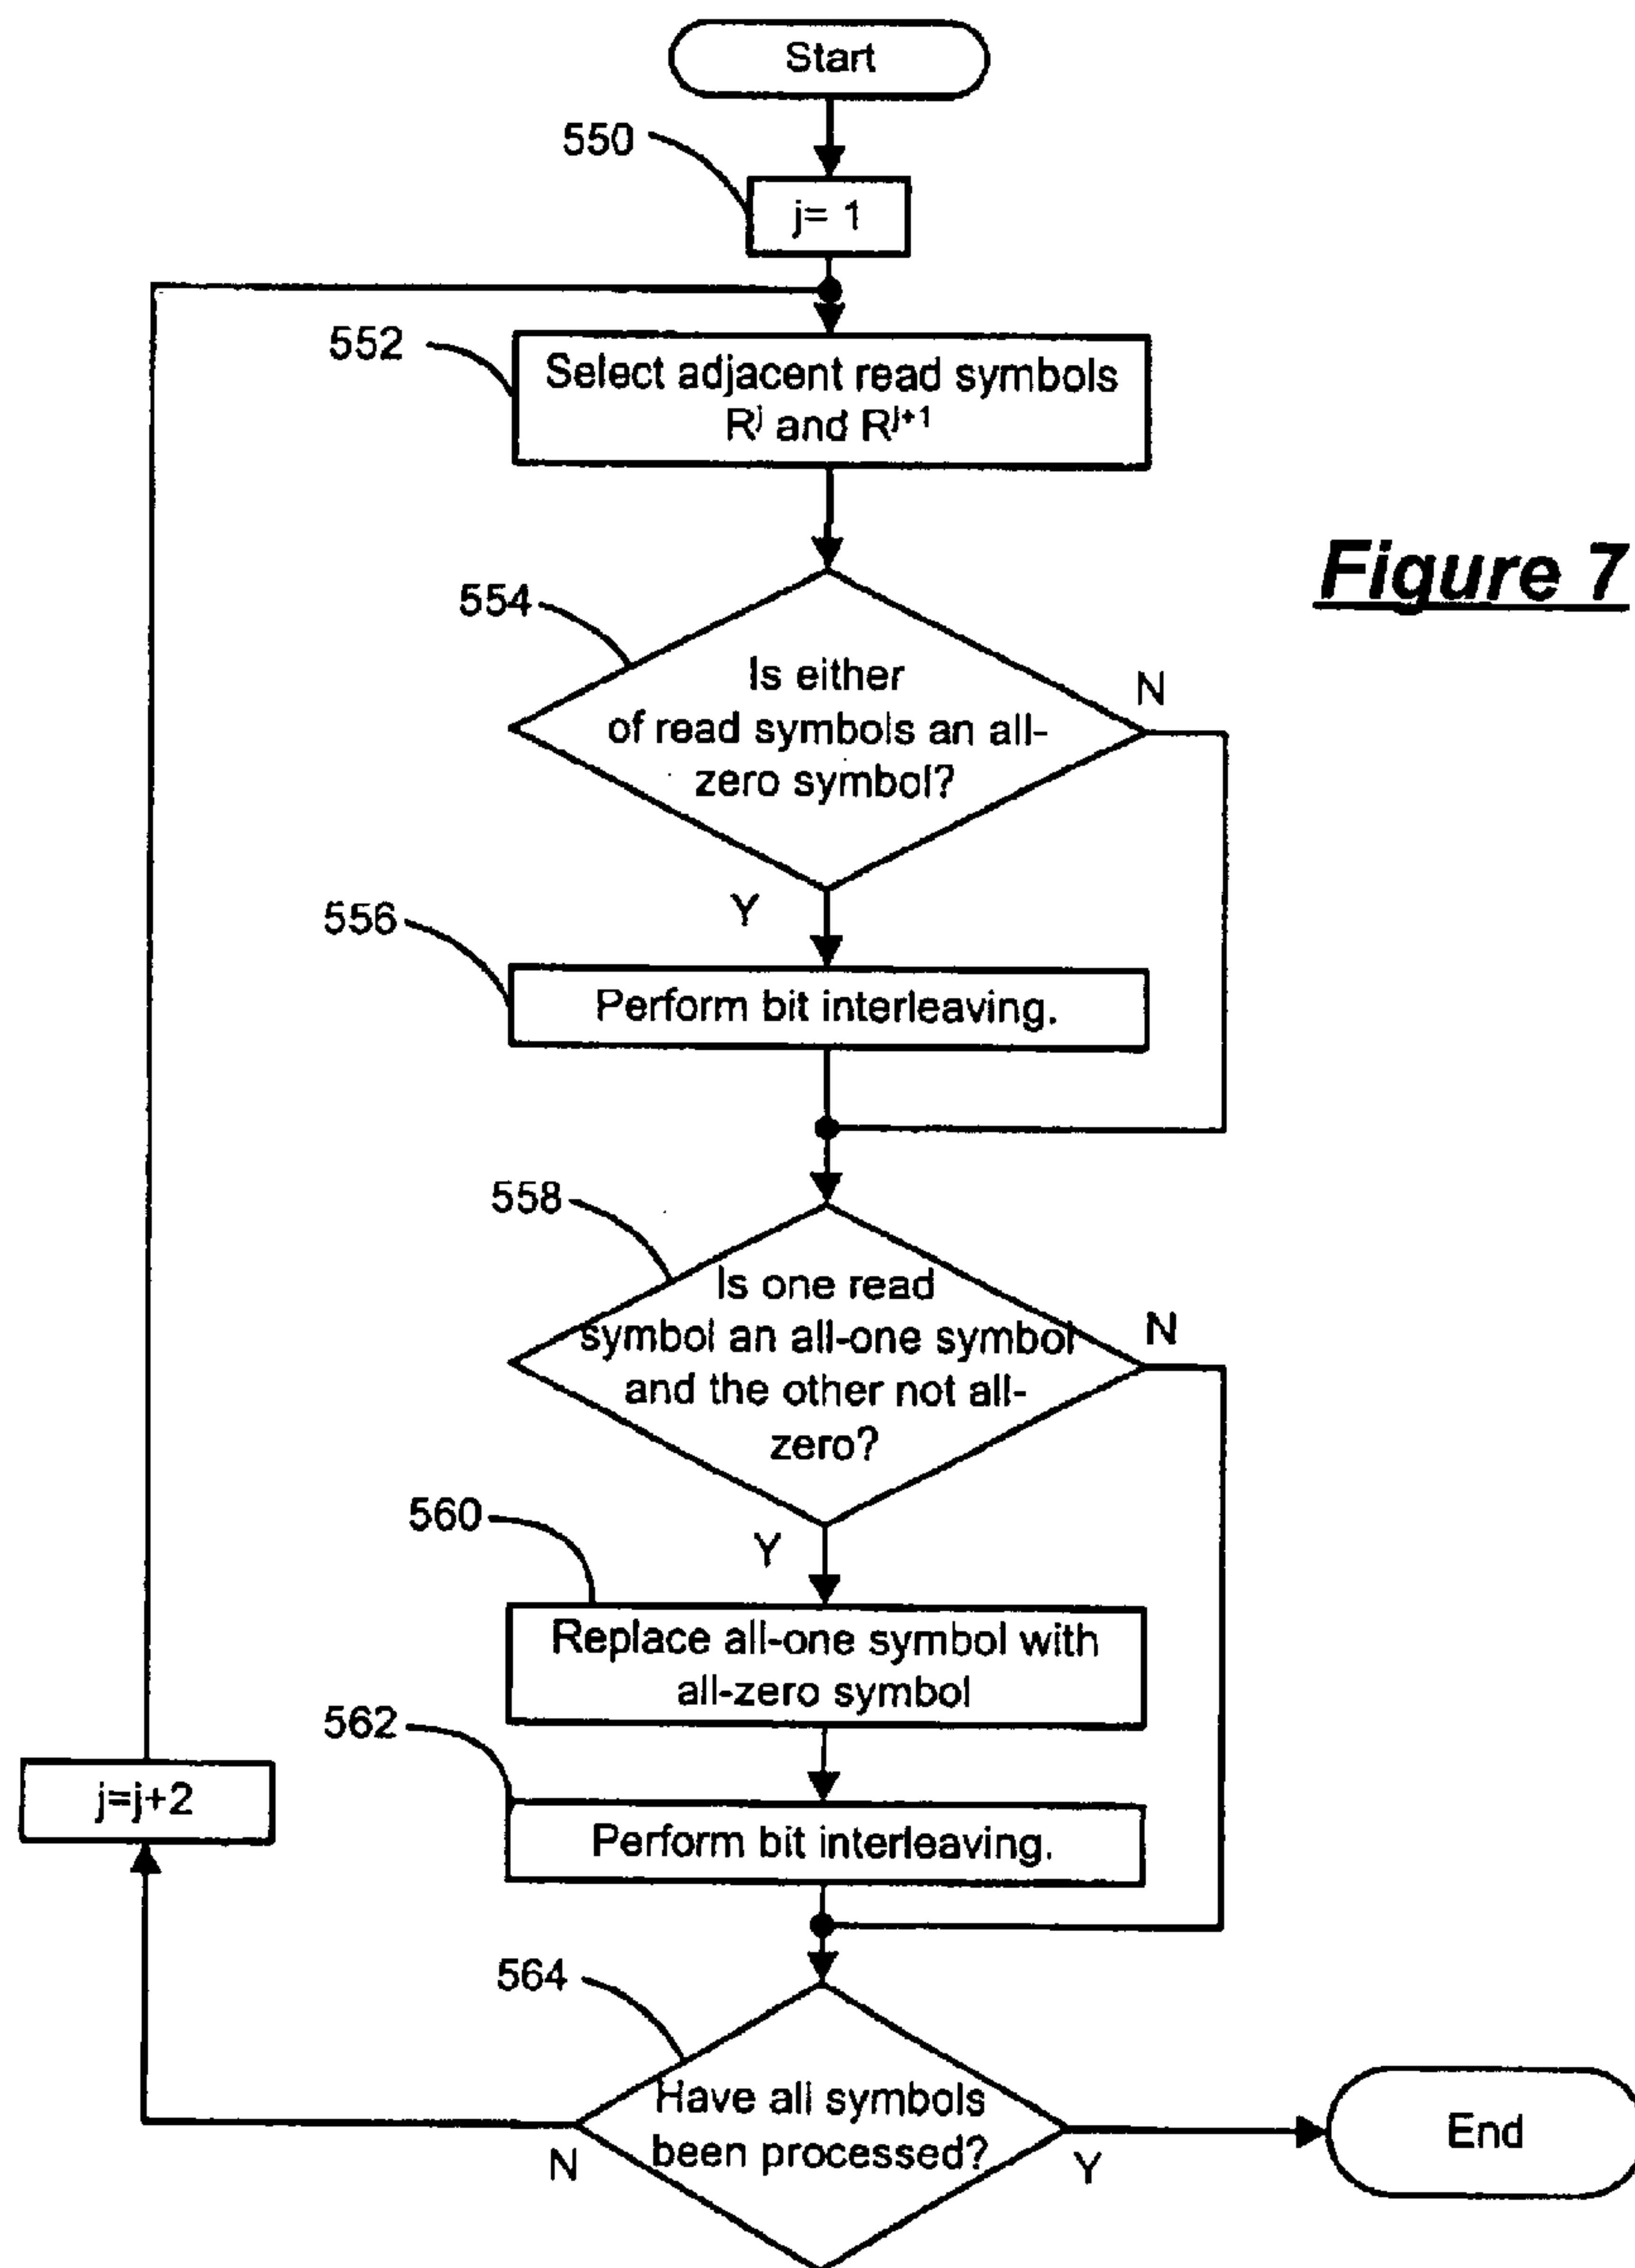 Start
550
j= 1
552
Select adjacent read symbols
R^j and R^j+1
Figure 7
554
Is either
of read symbols an all-
zero symbol?
N
Y
556
Perform bit interleaving.
558
Is one read
symbol an all-one symbol
and the other not all-
zero?
N
Y
560
Replace all-one symbol with
all-zero symbol
562
j=j+2
Perform bit interleaving.
564
Have all symbols
been processed?
N
Y
End